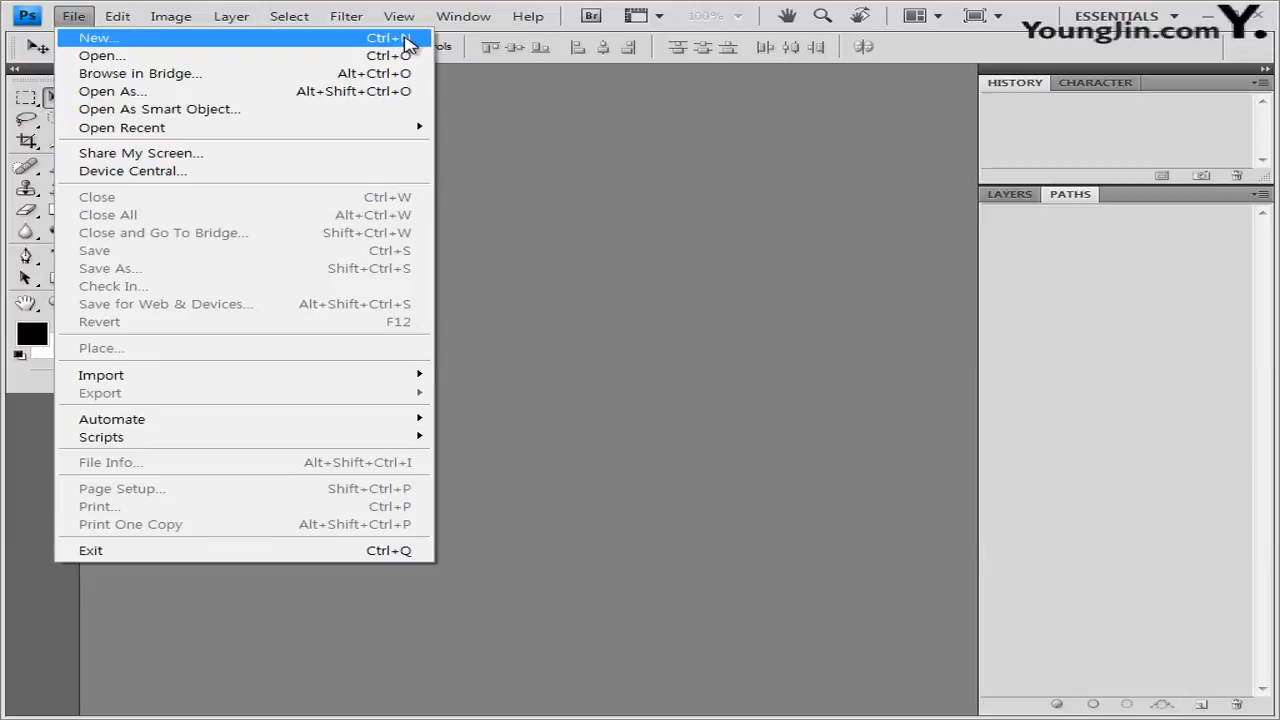 Ps File Edit Image Layer Select Filter View Window Help Br 100% ESSENTIALS
YoungJin.com Y.
New... Ctrl+N
Open... Ctrl+O
Browse in Bridge... Alt+Ctrl+O
Open As... Alt+Shift+Ctrl+O
Open As Smart Object...
Open Recent
Share My Screen...
Device Central...
Close Ctrl+W
Close All Alt+Ctrl+W
Close and Go To Bridge... Shift+Ctrl+W
Save Ctrl+S
Save As... Shift+Ctrl+S
Check In...
Save for Web & Devices... Alt+Shift+Ctrl+S
Revert F12
Place...
Import
Export
Automate
Scripts
File Info... Alt+Shift+Ctrl+I
Page Setup... Shift+Ctrl+P
Print... Ctrl+P
Print One Copy Alt+Shift+Ctrl+P
Exit Ctrl+Q
HISTORY CHARACTER
LAYERS PATHS